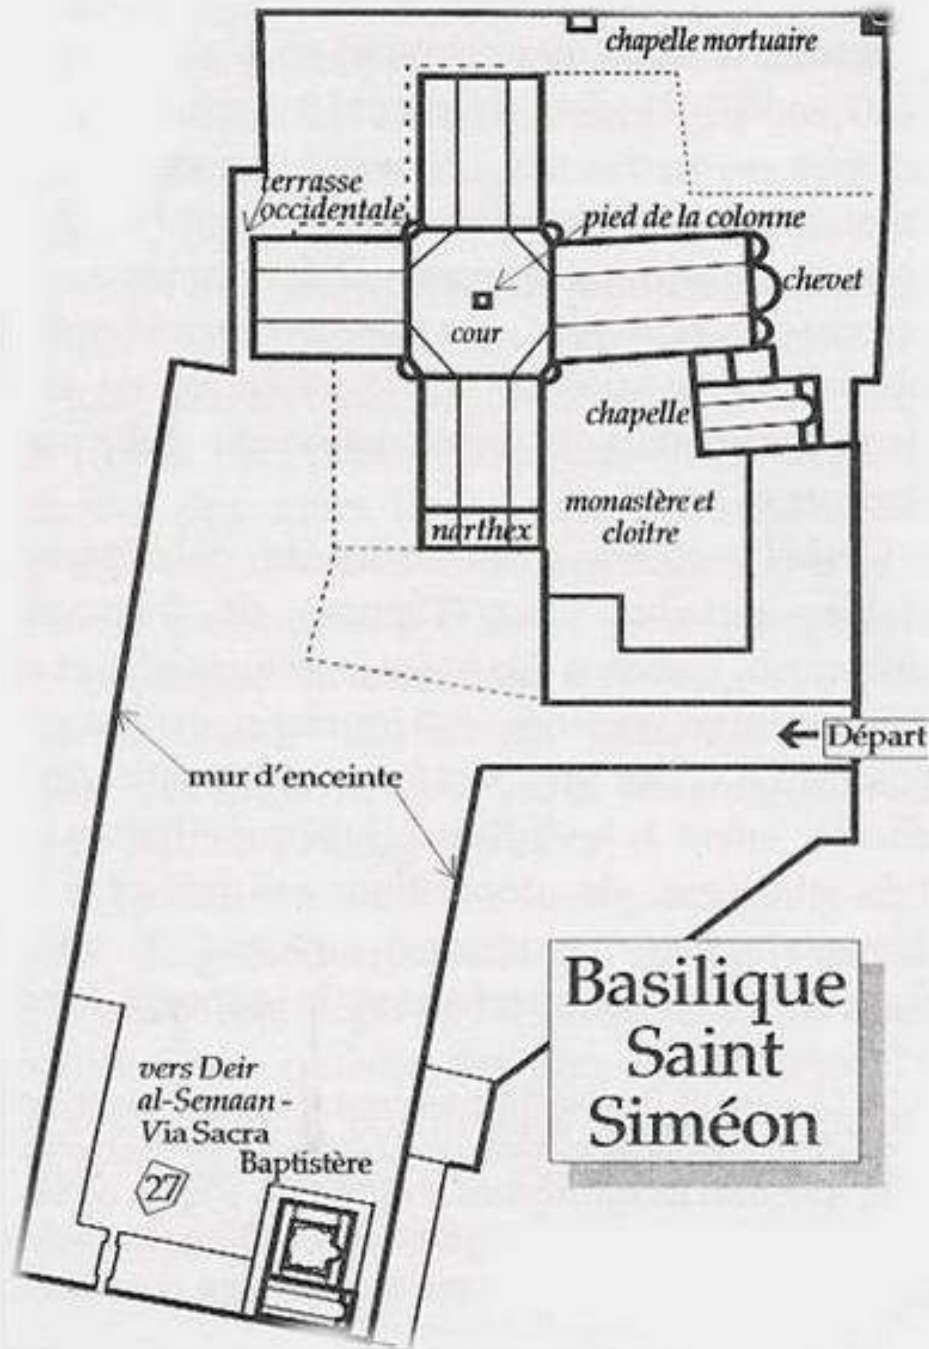 chapelle mortuaire
terrasse
occidentale
pied de la colonne
chevet
cour
chapelle
monastère et
cloitre
narthex
Départ
mur d'enceinte
Basilique
Saint
Siméon
vers Deir
al-Semaan -
Via Sacra
Baptistère
27